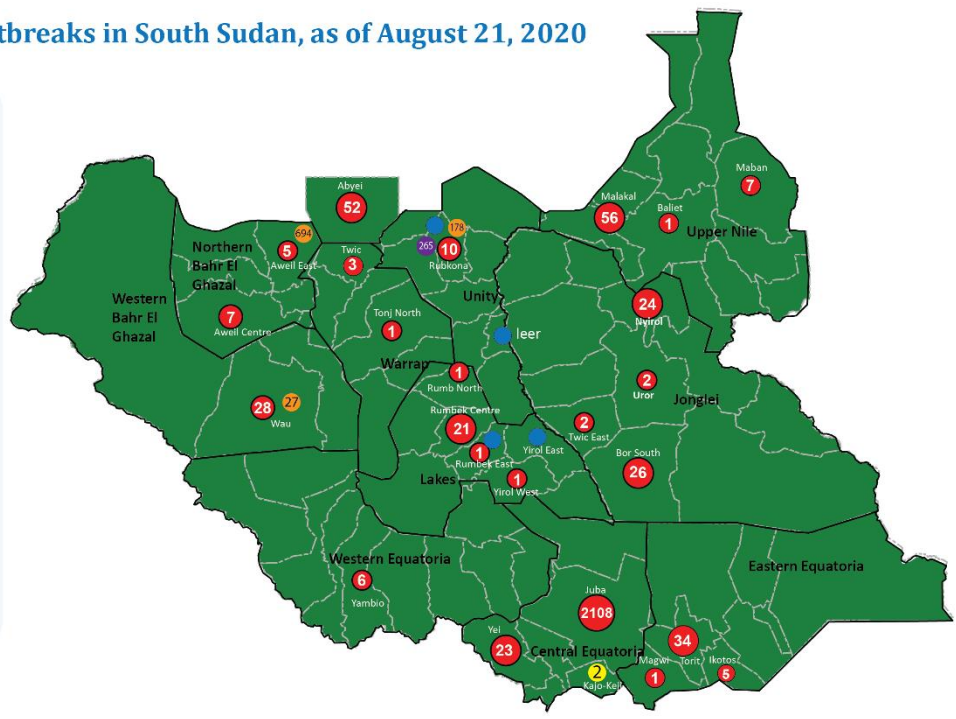 tbreaks in South Sudan, as of August 21, 2020
Maban
7
Abyei
52
Malakal
56
Baliet
1
Upper Nile
694
178
265
10
Rubkona
Northern
Bahr El
Ghazal
5
Aweil East
Twic
3
Western
Bahr El
Ghazal
Unity
24
Nyirol
7
Aweil Centre
Tonj North
1
leer
Warrap
1
Rumb North
2
Uror
Jonglei
28
27
Wau
Rumbek Centre
21
2
Twic East
1
Rumbek East
Yirol East
Bor South
26
Lakes
1
Yirol West
Western Equatoria
Eastern Equatoria
6
Yambio
Juba
2108
Yei
23
Central Equatoria
34
Torit
2
Kajo-Keji
Magwi
1
Ikotos
5